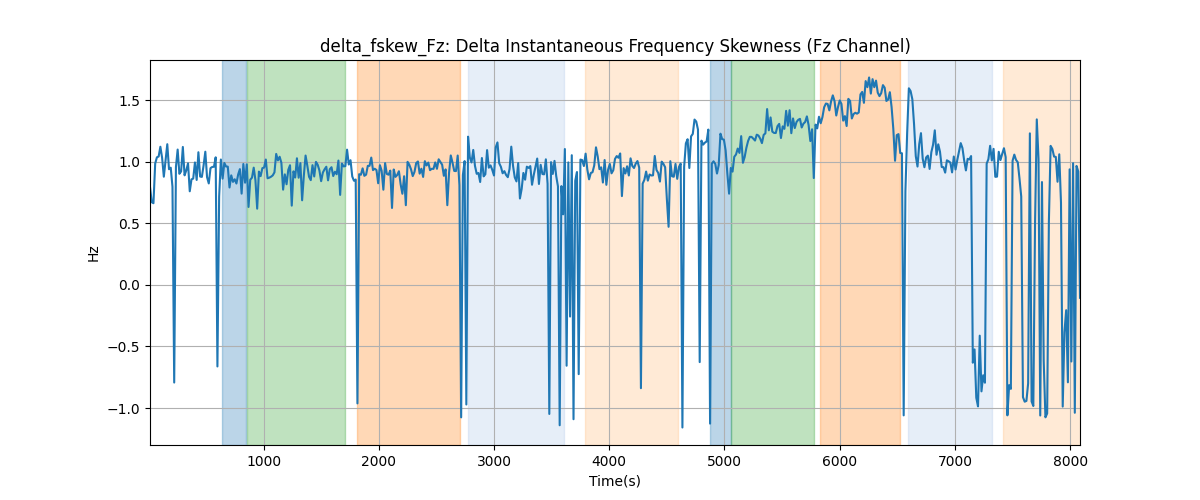 delta_fskew_Fz: Delta Instantaneous Frequency Skewness (Fz Channel)
1.5
1.0
0.5
0.0
−0.5
−1.0
Hz
1000 2000 3000 4000 5000 6000 7000 8000
Time(s)